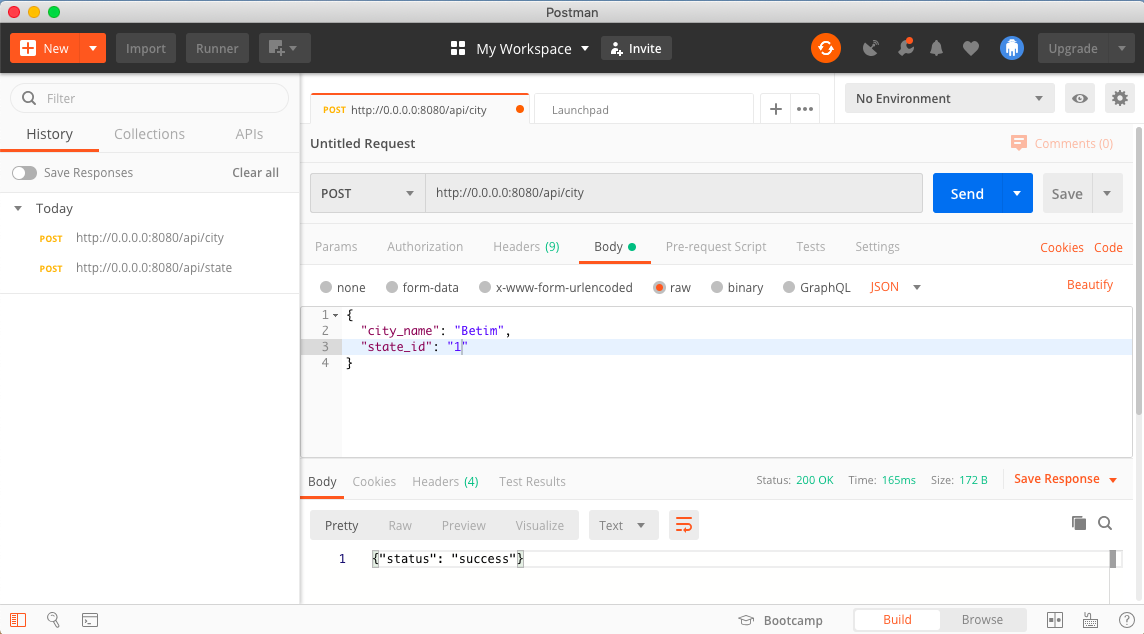 Postman
New Import Runner My Workspace Invite Upgrade
Filter
History Collections APIs
Save Responses Clear all
Today
POST http://0.0.0.0:8080/api/city
POST http://0.0.0.0:8080/api/state
POST http://0.0.0.0:8080/api/city Launchpad + ••• No Environment
Untitled Request Comments (0)
POST http://0.0.0.0:8080/api/city Send Save
Params Authorization Headers (9) Body Pre-request Script Tests Settings Cookies Code
none form-data x-www-form-urlencoded raw binary GraphQL JSON Beautify
1 {
2 "city_name": "Betim",
3 "state_id": "1"
4 }
Body Cookies Headers (4) Test Results Status: 200 OK Time: 165ms Size: 172 B Save Response
Pretty Raw Preview Visualize Text
1 {"status": "success"}
Bootcamp Build Browse ?